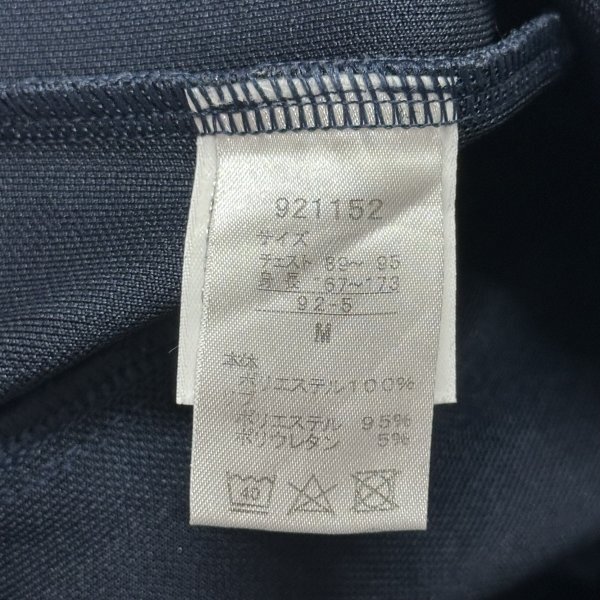 921152
サイズ
チェスト 89～ 95
身 長 167～173
92-5
M
本体
ポリエステル100%
リブ
ポリエステル 95%
ポリウレタン 5%
40